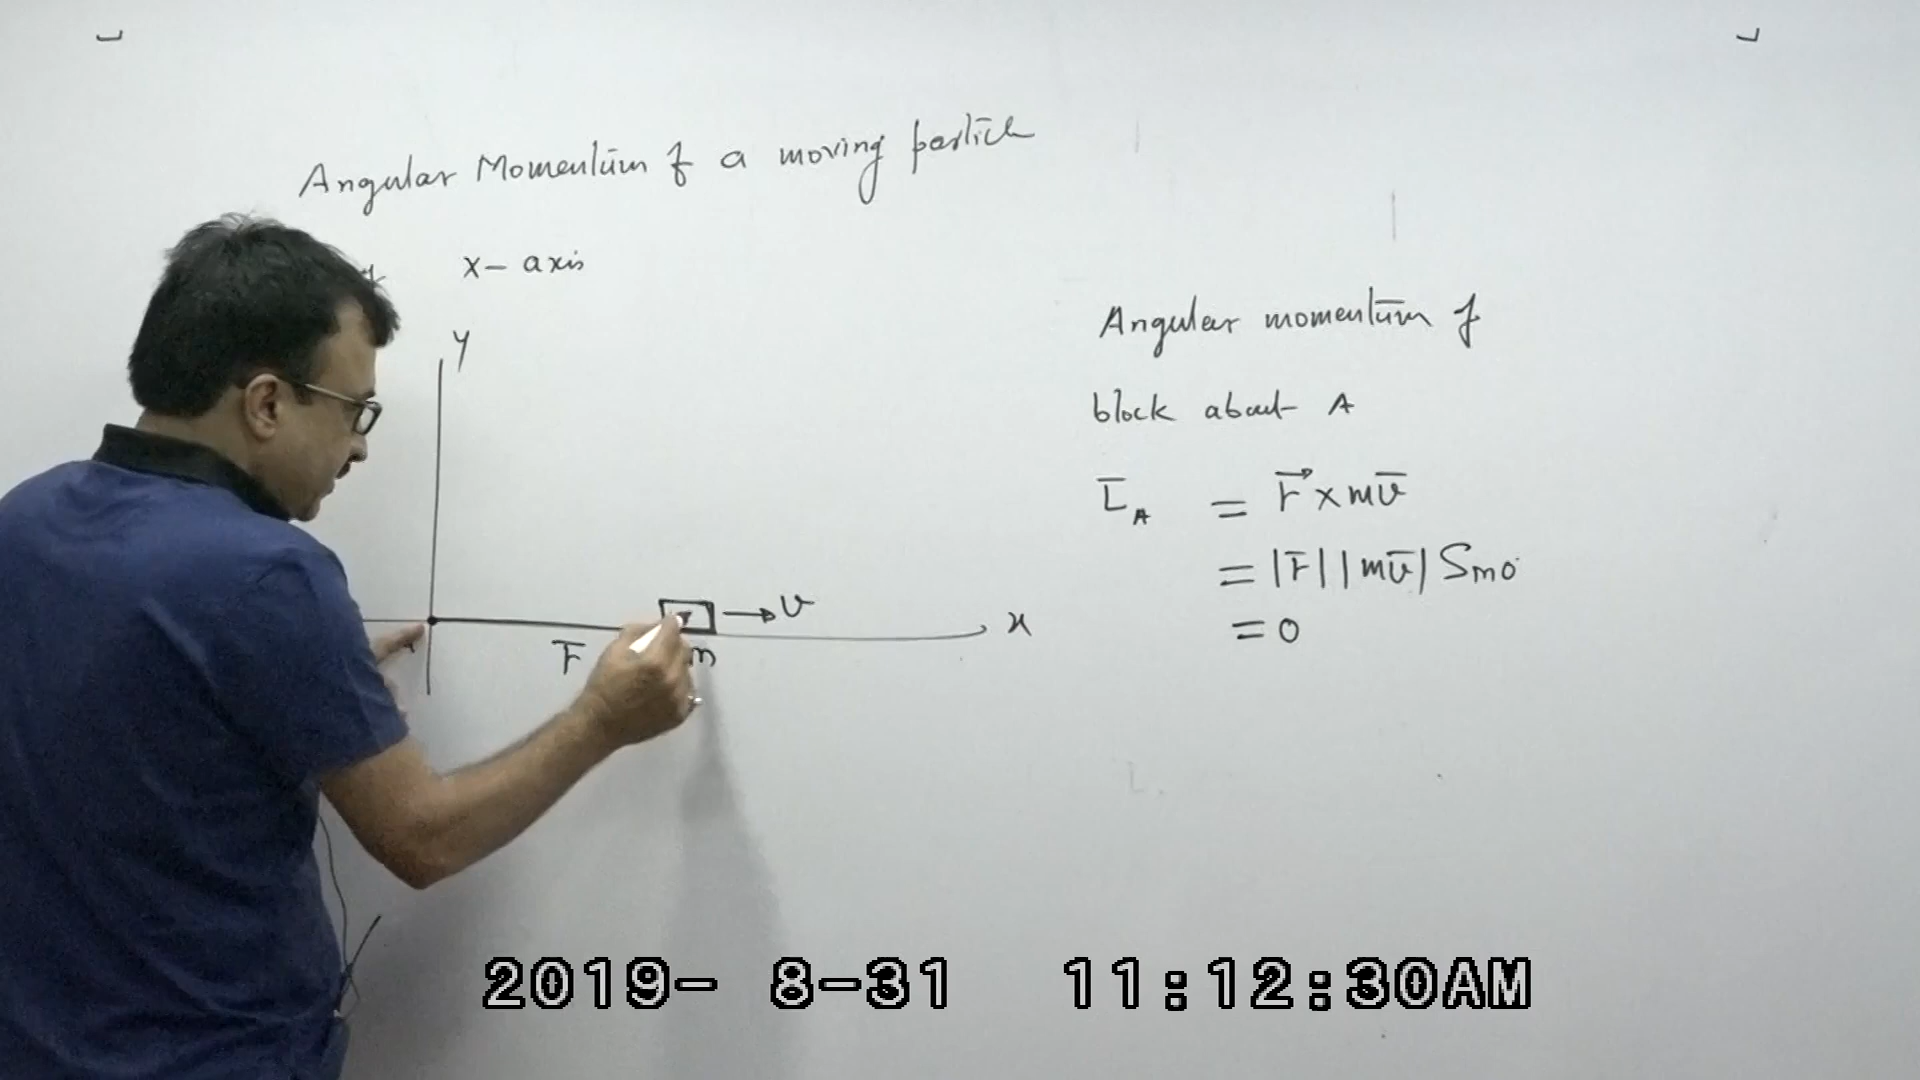 Angular Momentum of a moving particle
x- axis
y
v
x
r̄
m
Angular momentum of
block about A
L̄_A = r⃗ × mv̄
= |r̄| |mv̄| Sin0
= 0
2019- 8-31 11:12:30AM